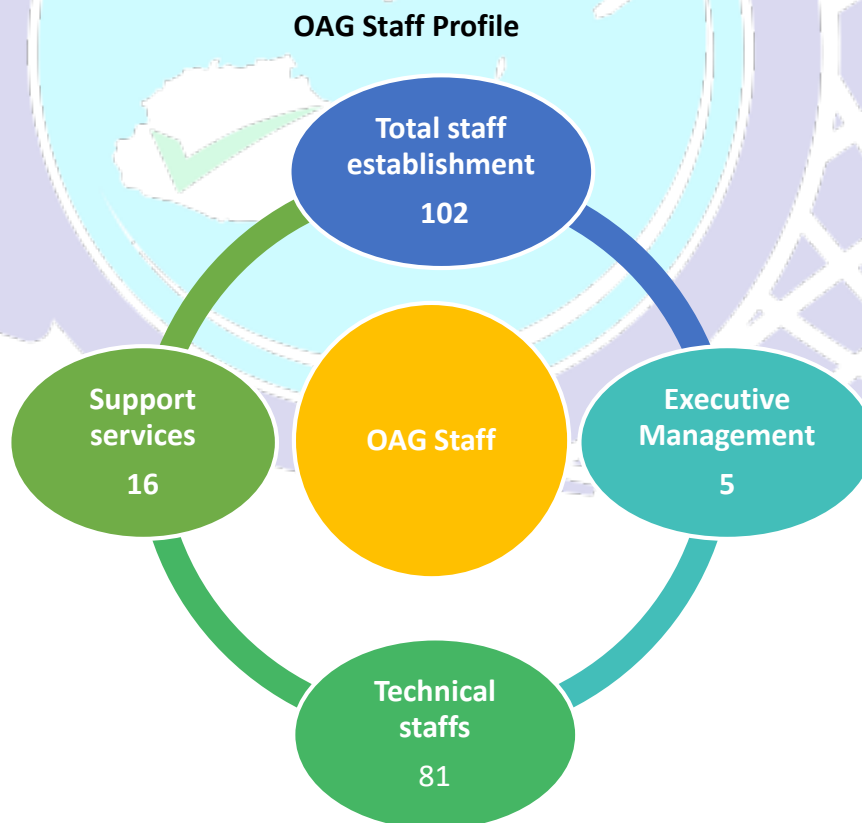 OAG Staff Profile
Total staff
establishment
102
Support
services
16
OAG Staff
Executive
Management
5
Technical
staffs
81